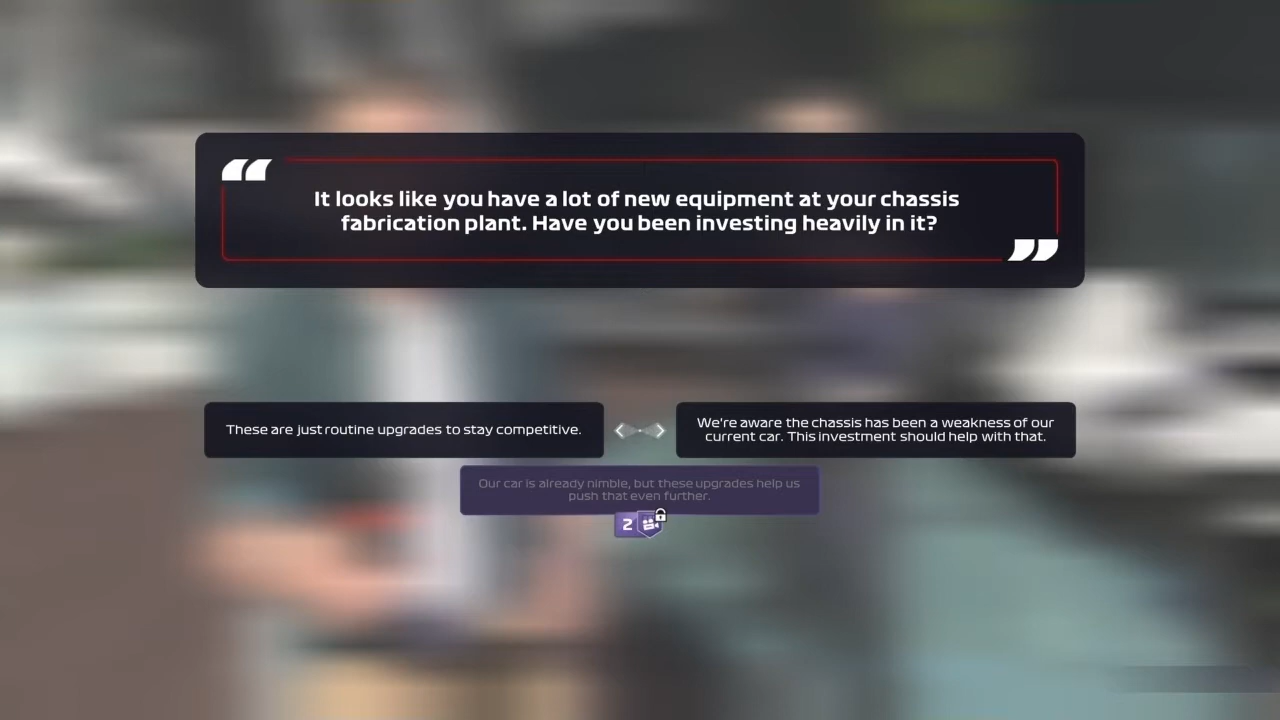 It looks like you have a lot of new equipment at your chassis
fabrication plant. Have you been investing heavily in it?
These are just routine upgrades to stay competitive.
We're aware the chassis has been a weakness of our
current car. This investment should help with that.
Our car is already nimble, but these upgrades help us
push that even further.
2